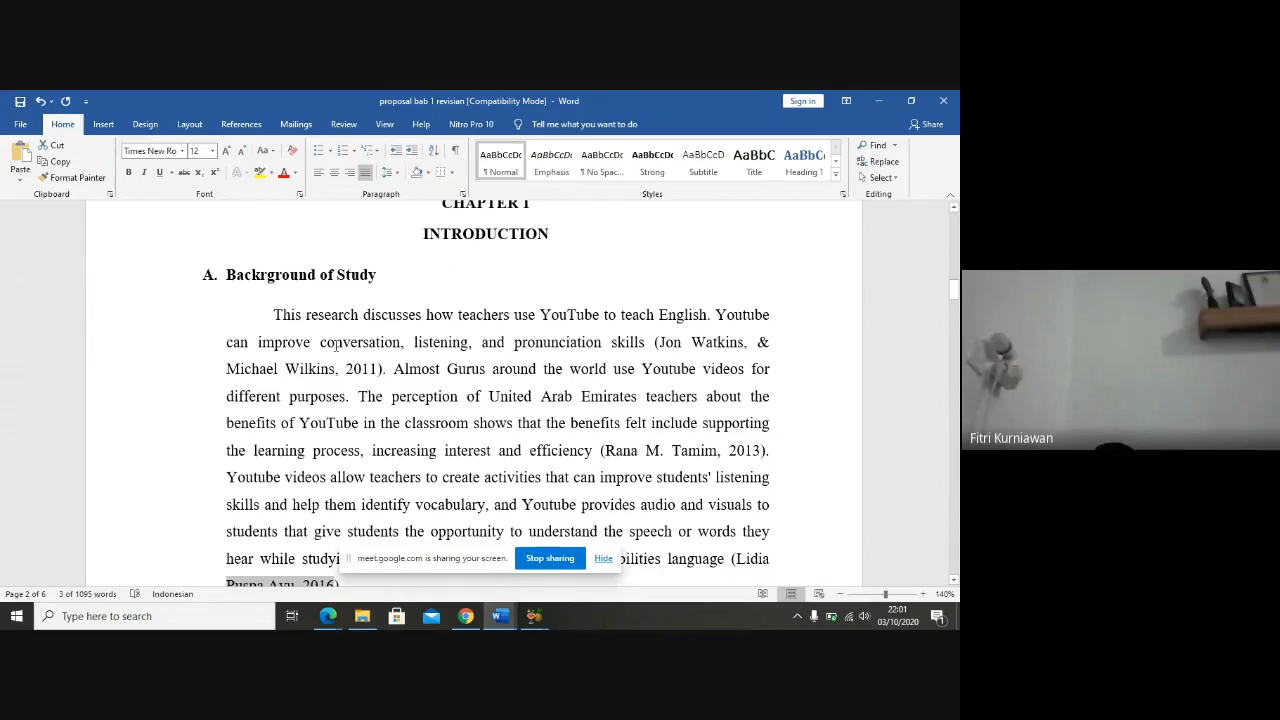 proposal bab 1 revisian [Compatibility Mode] - Word
Sign in
File Home Insert Design Layout References Mailings Review View Help Nitro Pro 10 Tell me what you want to do Share
Paste
Cut
Copy
Format Painter
Clipboard
Times New Ro 12
Font
Paragraph
AaBbCcDc AaBbCcDc AaBbCcDc AaBbCcDc AaBbCcD AaBbC AaBbC
¶ Normal Emphasis ¶ No Spac... Strong Subtitle Title Heading 1
Styles
Find
Replace
Select
Editing
CHAPTER I
INTRODUCTION
A. Backrground of Study
This research discusses how teachers use YouTube to teach English. Youtube
can improve conversation, listening, and pronunciation skills (Jon Watkins, &
Michael Wilkins, 2011). Almost Gurus around the world use Youtube videos for
different purposes. The perception of United Arab Emirates teachers about the
benefits of YouTube in the classroom shows that the benefits felt include supporting
the learning process, increasing interest and efficiency (Rana M. Tamim, 2013).
Youtube videos allow teachers to create activities that can improve students' listening
skills and help them identify vocabulary, and Youtube provides audio and visuals to
students that give students the opportunity to understand the speech or words they
hear while studyi
bilities language (Lidia
Puspa Ayu, 2016)
meet.google.com is sharing your screen. Stop sharing Hide
Page 2 of 6 3 of 1095 words Indonesian 140%
Type here to search
22:01
03/10/2020
1
Fitri Kurniawan